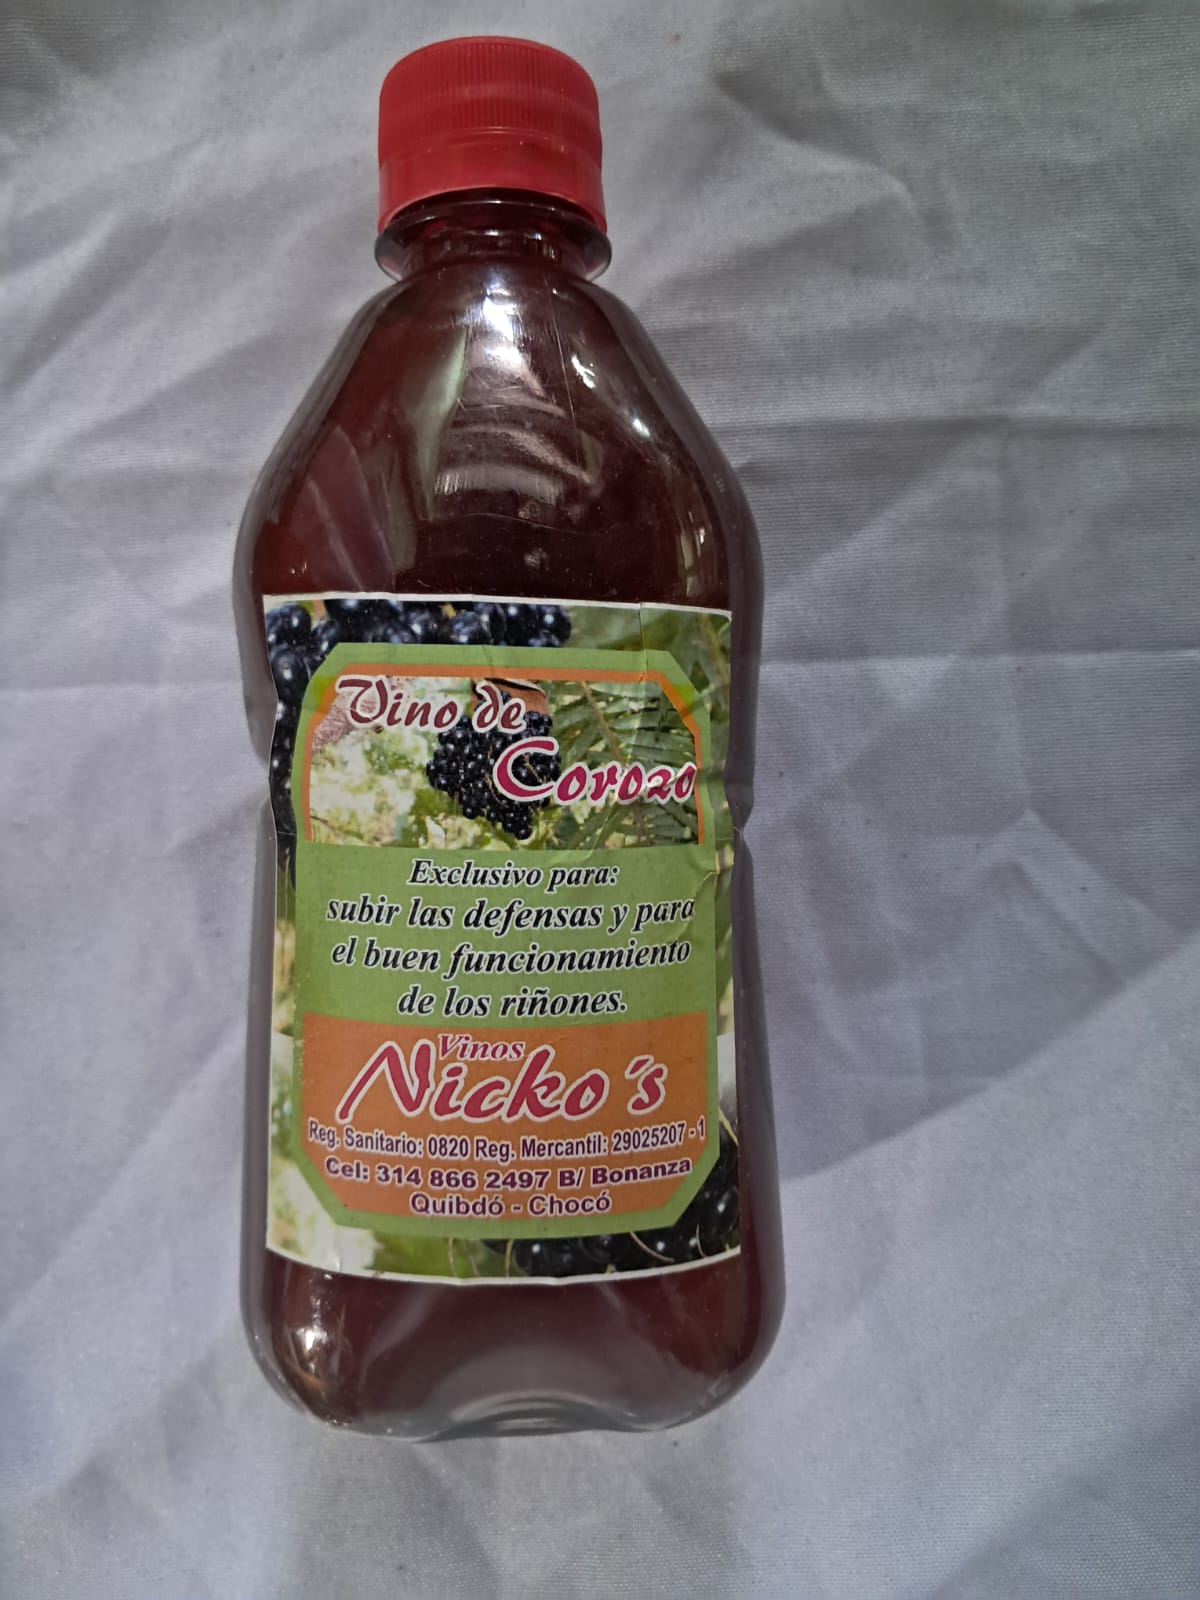 Vino de
Corozo
Exclusivo para:
subir las defensas y para
el buen funcionamiento
de los riñones.
Vinos
Nicko´s
Reg. Sanitario: 0820 Reg. Mercantil: 29025207 - 1
Cel: 314 866 2497 B/ Bonanza
Quibdó - Chocó